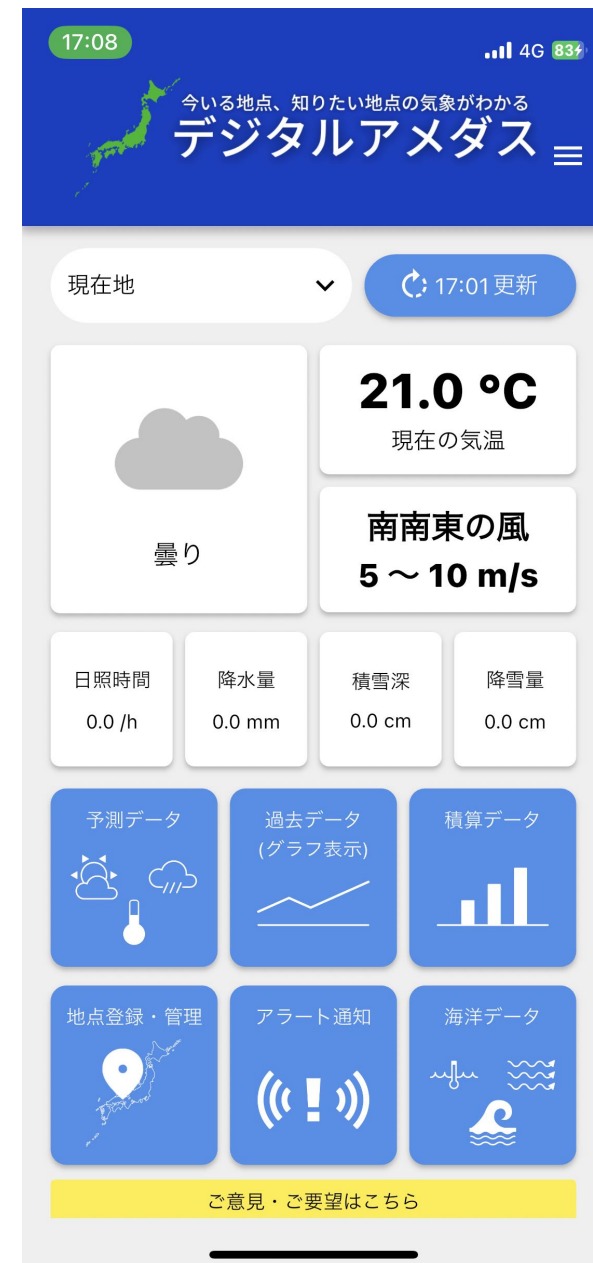 17:08
4G 83
今いる地点、知りたい地点の気象がわかる
デジタルアメダス
現在地
17:01更新
曇り
21.0 °C
現在の気温
南南東の風
5 ～ 10 m/s
日照時間
0.0 /h
降水量
0.0 mm
積雪深
0.0 cm
降雪量
0.0 cm
予測データ
過去データ
(グラフ表示)
積算データ
地点登録・管理
アラート通知
海洋データ
ご意見・ご要望はこちら